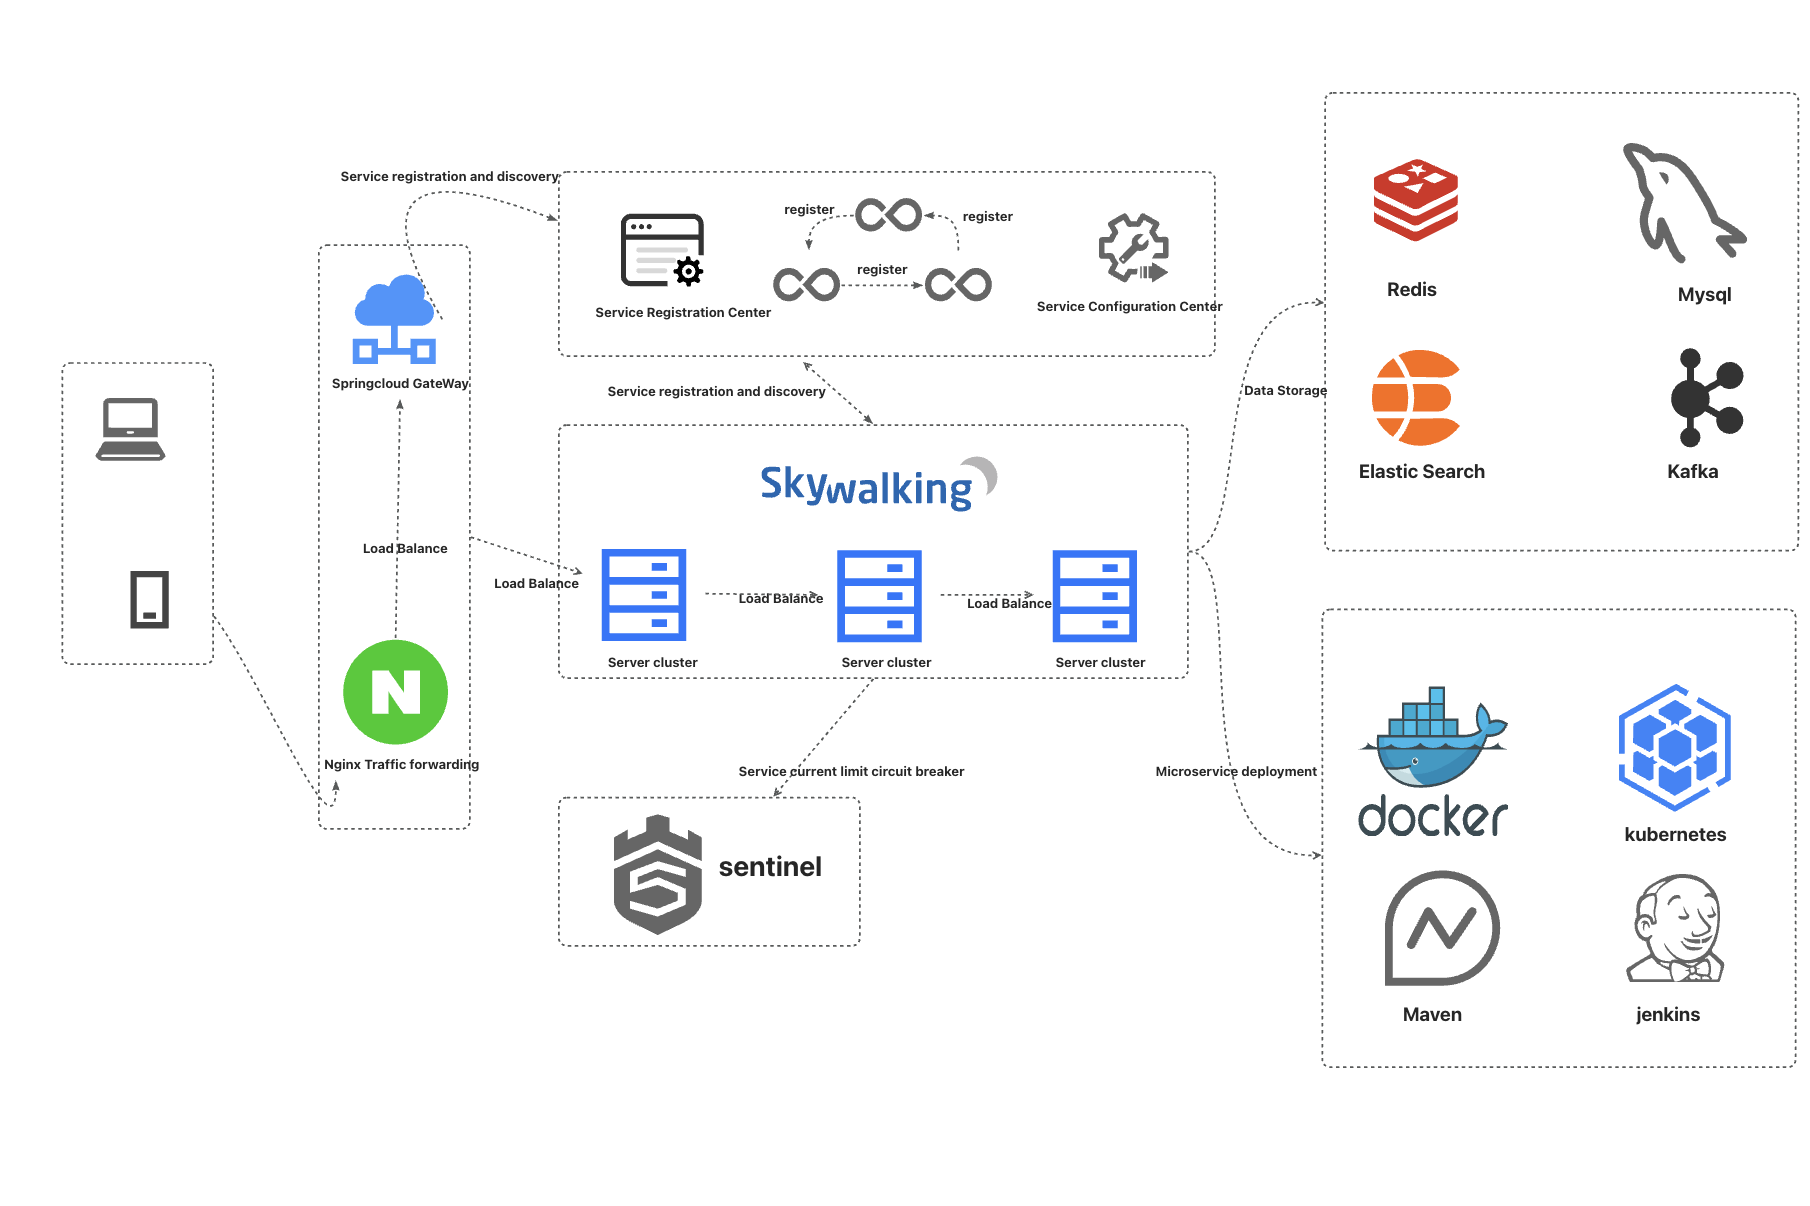 Service registration and discovery
register
register
register
Service Registration Center
Service Configuration Center
Springcloud GateWay
Service registration and discovery
Load Balance
Nginx Traffic forwarding
N
Load Balance
Skywalking
Load Balance
Load Balance
Server cluster
Server cluster
Server cluster
Service current limit circuit breaker
sentinel
Data Storage
Redis
Mysql
Elastic Search
Kafka
Microservice deployment
docker
kubernetes
Maven
jenkins